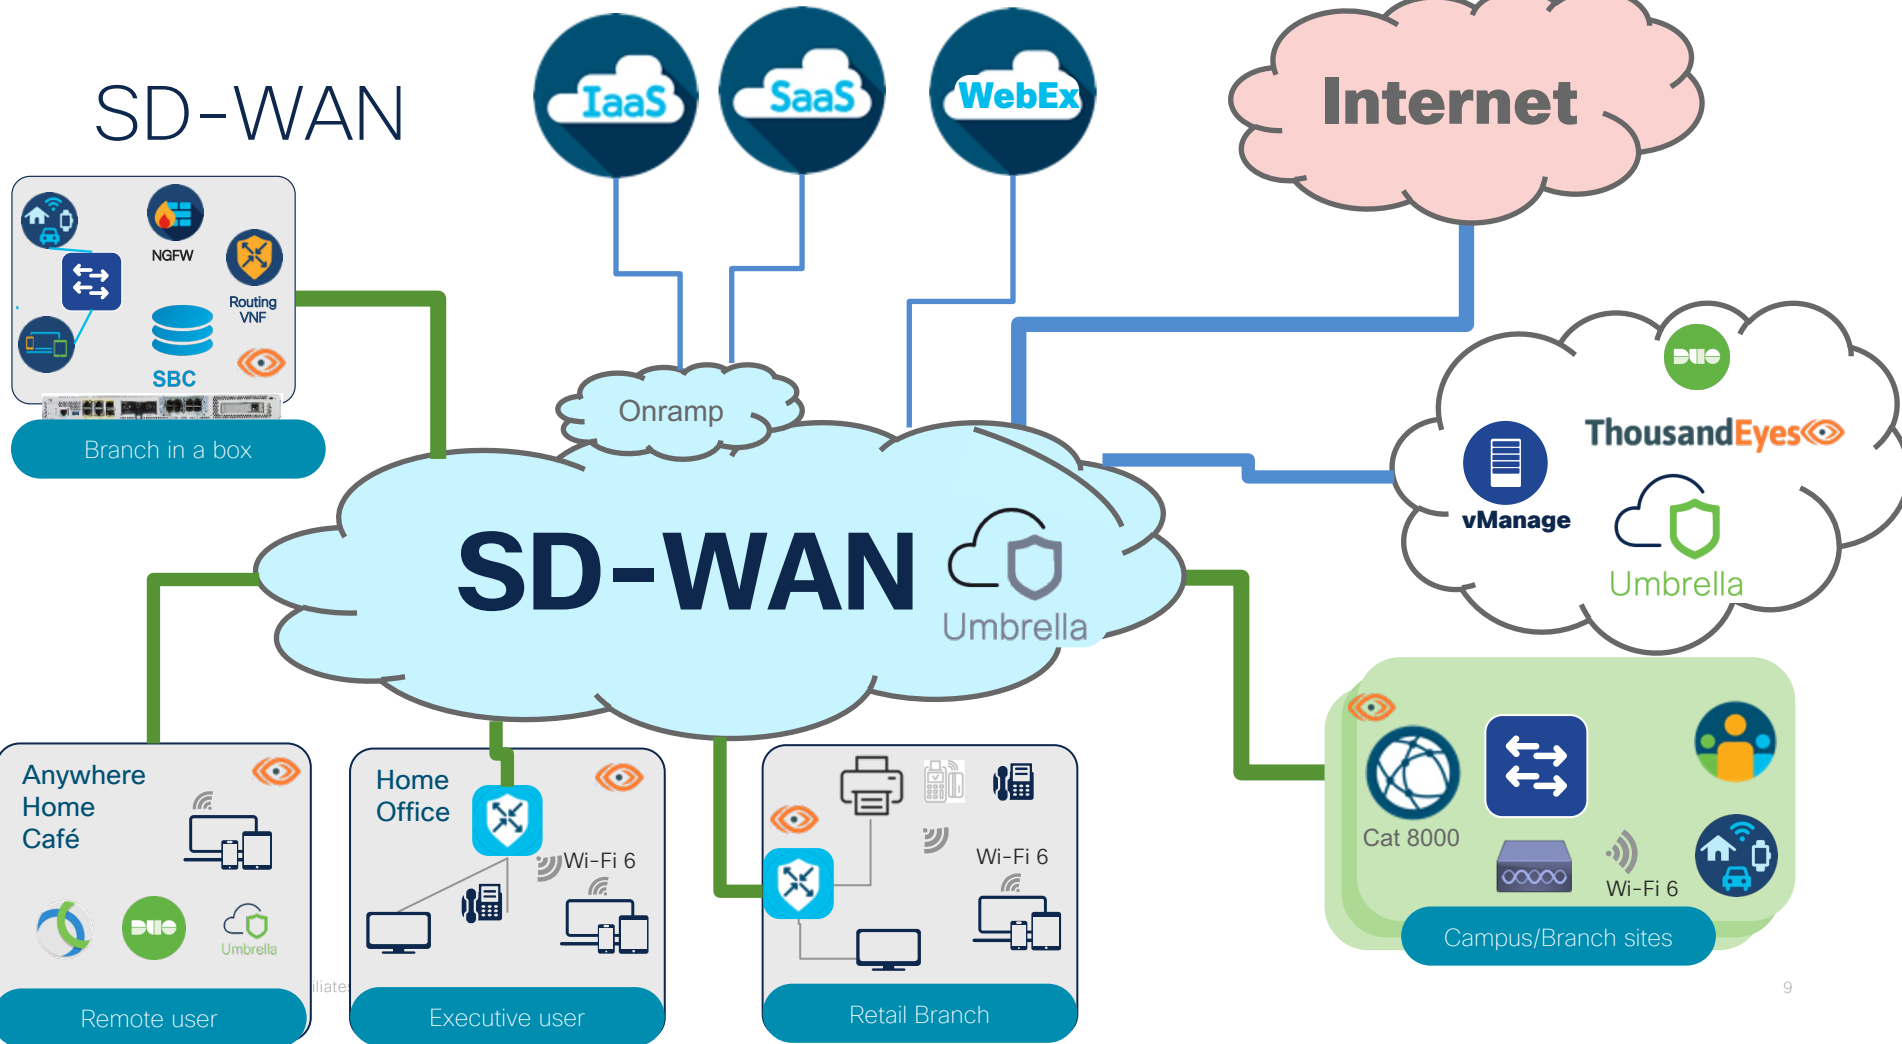 SD-WAN
IaaS
SaaS
WebEx
Internet
NGFW
Routing
VNF
SBC
Branch in a box
Onramp
SD-WAN
Umbrella
DUO
ThousandEyes
vManage
Umbrella
Anywhere
Home
Café
DUO
Umbrella
iliates
Remote user
Home
Office
Wi-Fi 6
Executive user
Wi-Fi 6
Retail Branch
Cat 8000
Wi-Fi 6
Campus/Branch sites
9